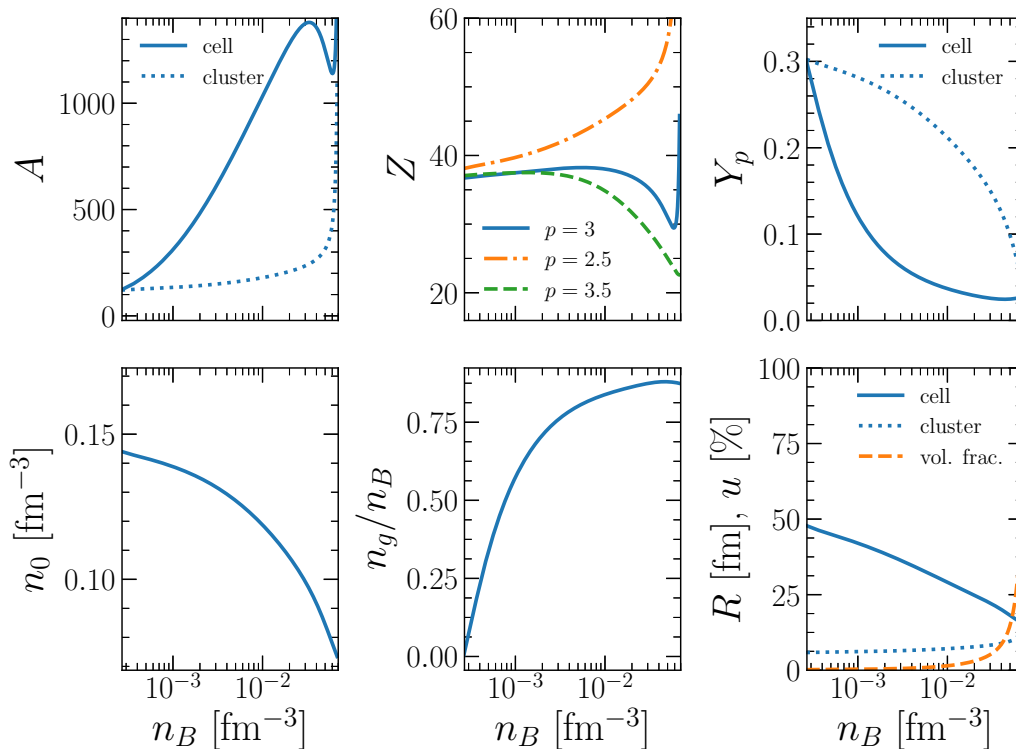 A
1000
500
0
cell
cluster
Z
60
40
20
p = 3
p = 2.5
p = 3.5
Y_p
0.3
0.2
0.1
0.0
cell
cluster
n_0 [fm^{-3}]
0.15
0.10
10^{-3} 10^{-2}
n_B [fm^{-3}]
n_g/n_B
0.75
0.50
0.25
0.00
10^{-3} 10^{-2}
n_B [fm^{-3}]
R [fm], u [%]
100
75
50
25
0
cell
cluster
vol. frac.
10^{-3} 10^{-2}
n_B [fm^{-3}]